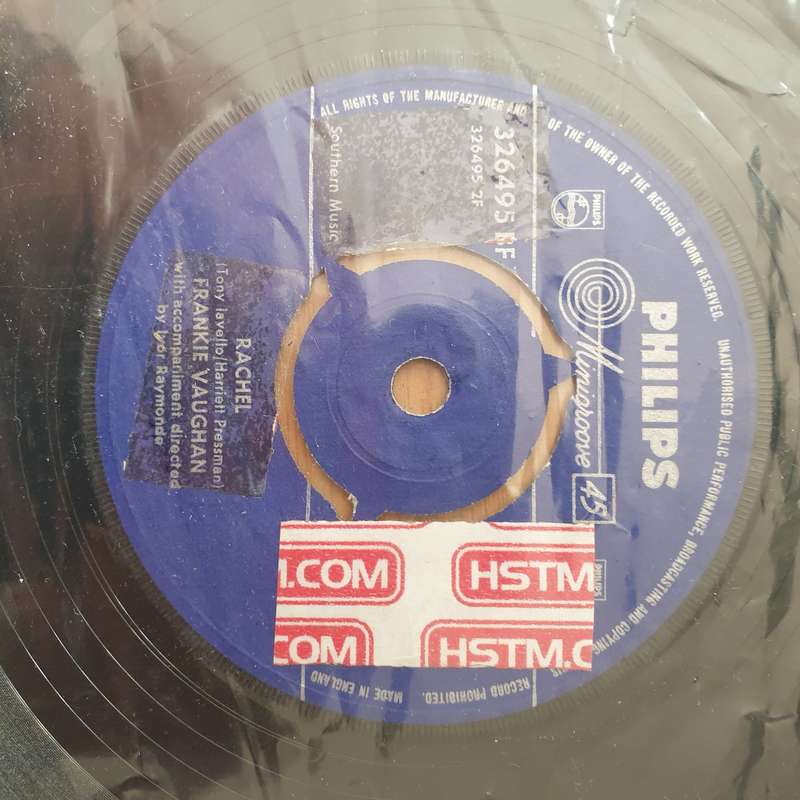 ALL RIGHTS OF THE MANUFACTURER AND OF THE OWNER OF THE RECORDED WORK RESERVED.
UNAUTHORISED PUBLIC PERFORMANCE, BROADCASTING AND COPYING
RECORD PROHIBITED.
MADE IN ENGLAND
PHILIPS
Minigroove 45
PHILIPS
PHILIPS
326495 BF
326495 2F
Southern Music
RACHEL
(Tony Iavello/Harriett Pressman)
FRANKIE VAUGHAN
with accompaniment directed
by Ivor Raymonde
M.COM HSTM
COM HSTM.C